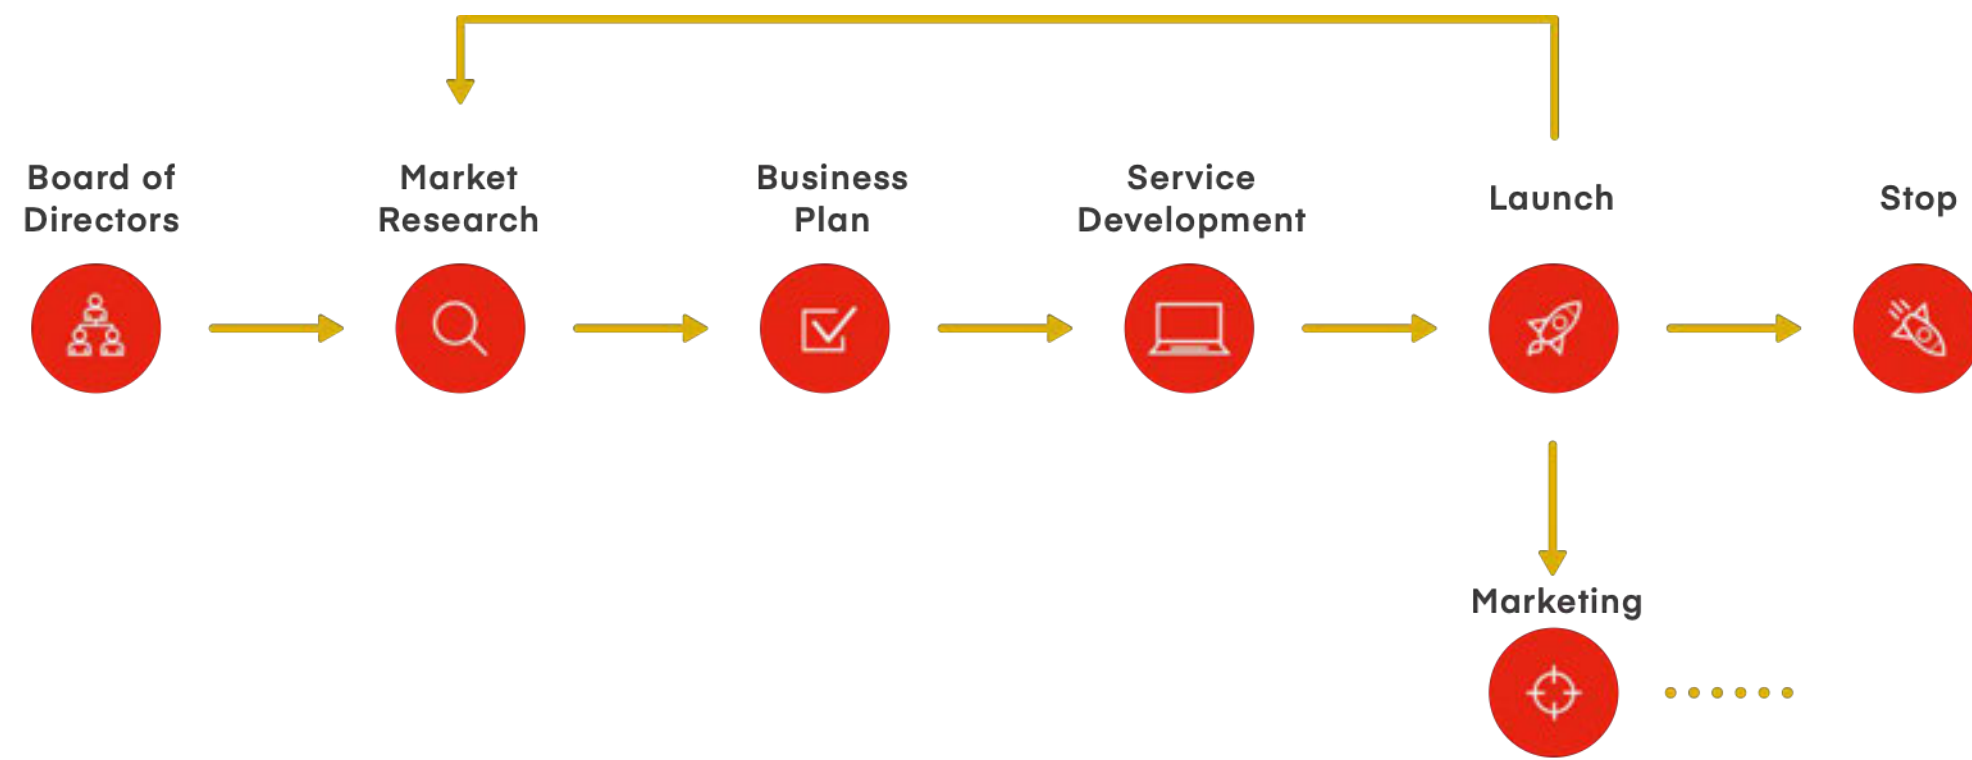 Board of
Directors
Market
Research
Business
Plan
Service
Development
Launch
Stop
Marketing